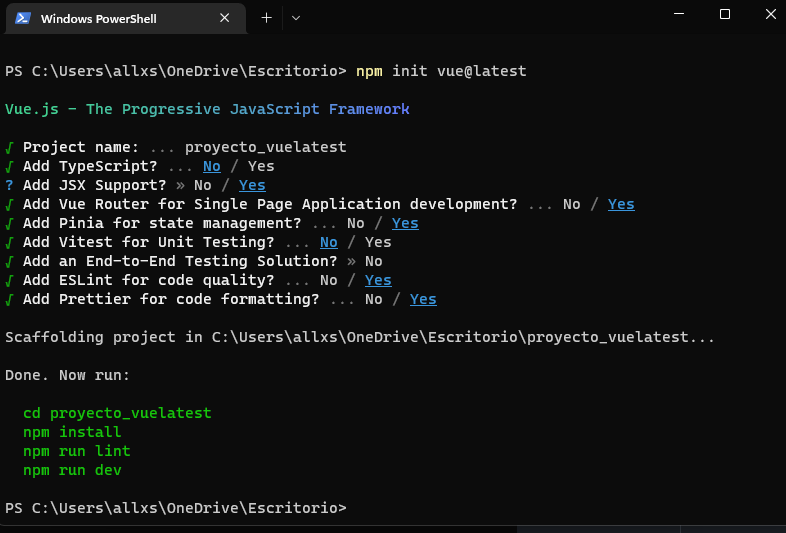 Windows PowerShell
PS C:\Users\allxs\OneDrive\Escritorio> npm init vue@latest
Vue.js - The Progressive JavaScript Framework
√ Project name: ... proyecto_vuelatest
√ Add TypeScript? ... No / Yes
? Add JSX Support? » No / Yes
√ Add Vue Router for Single Page Application development? ... No / Yes
√ Add Pinia for state management? ... No / Yes
√ Add Vitest for Unit Testing? ... No / Yes
√ Add an End-to-End Testing Solution? » No
√ Add ESLint for code quality? ... No / Yes
√ Add Prettier for code formatting? ... No / Yes
Scaffolding project in C:\Users\allxs\OneDrive\Escritorio\proyecto_vuelatest...
Done. Now run:
cd proyecto_vuelatest
npm install
npm run lint
npm run dev
PS C:\Users\allxs\OneDrive\Escritorio>